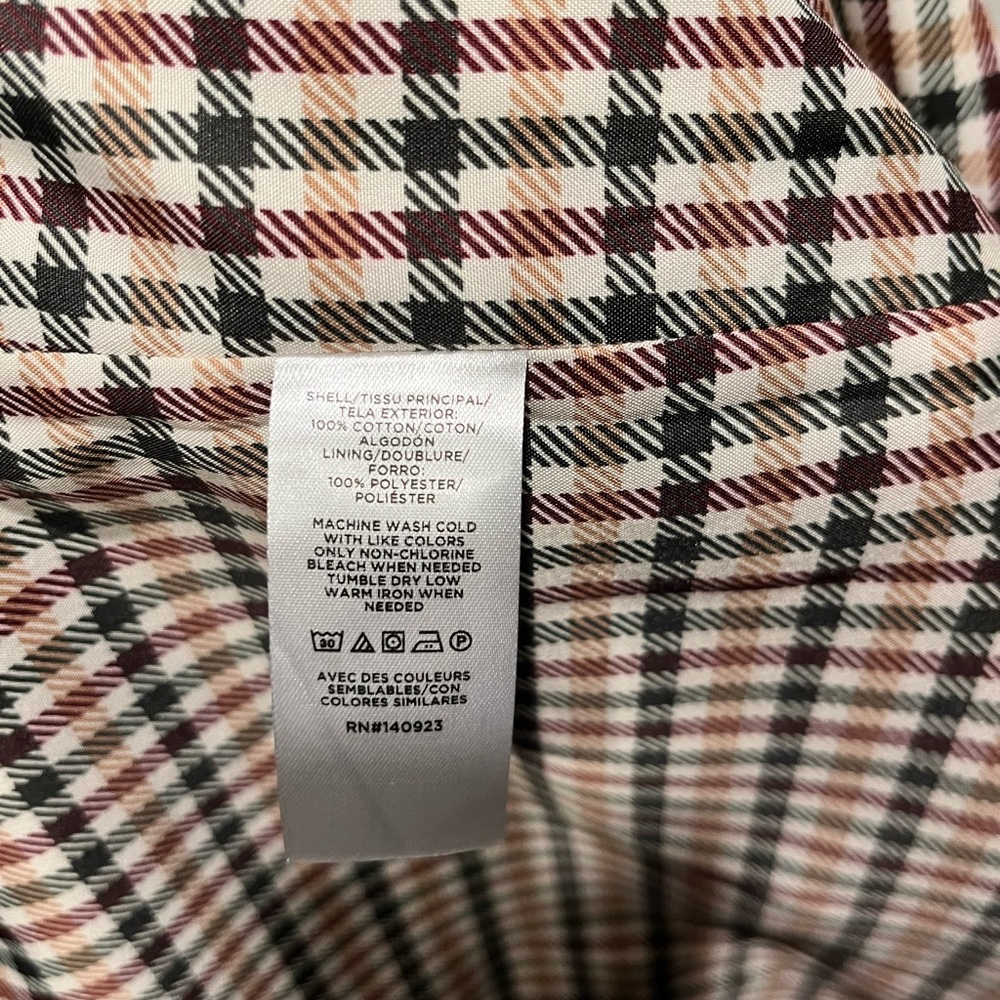 SHELL/TISSU PRINCIPAL/
TELA EXTERIOR:
100% COTTON/COTON/
ALGODÓN
LINING/DOUBLURE/
FORRO:
100% POLYESTER/
POLIÉSTER
MACHINE WASH COLD
WITH LIKE COLORS
ONLY NON-CHLORINE
BLEACH WHEN NEEDED
TUMBLE DRY LOW
WARM IRON WHEN
NEEDED
30 P
AVEC DES COULEURS
SEMBLABLES/CON
COLORES SIMILARES
RN#140923